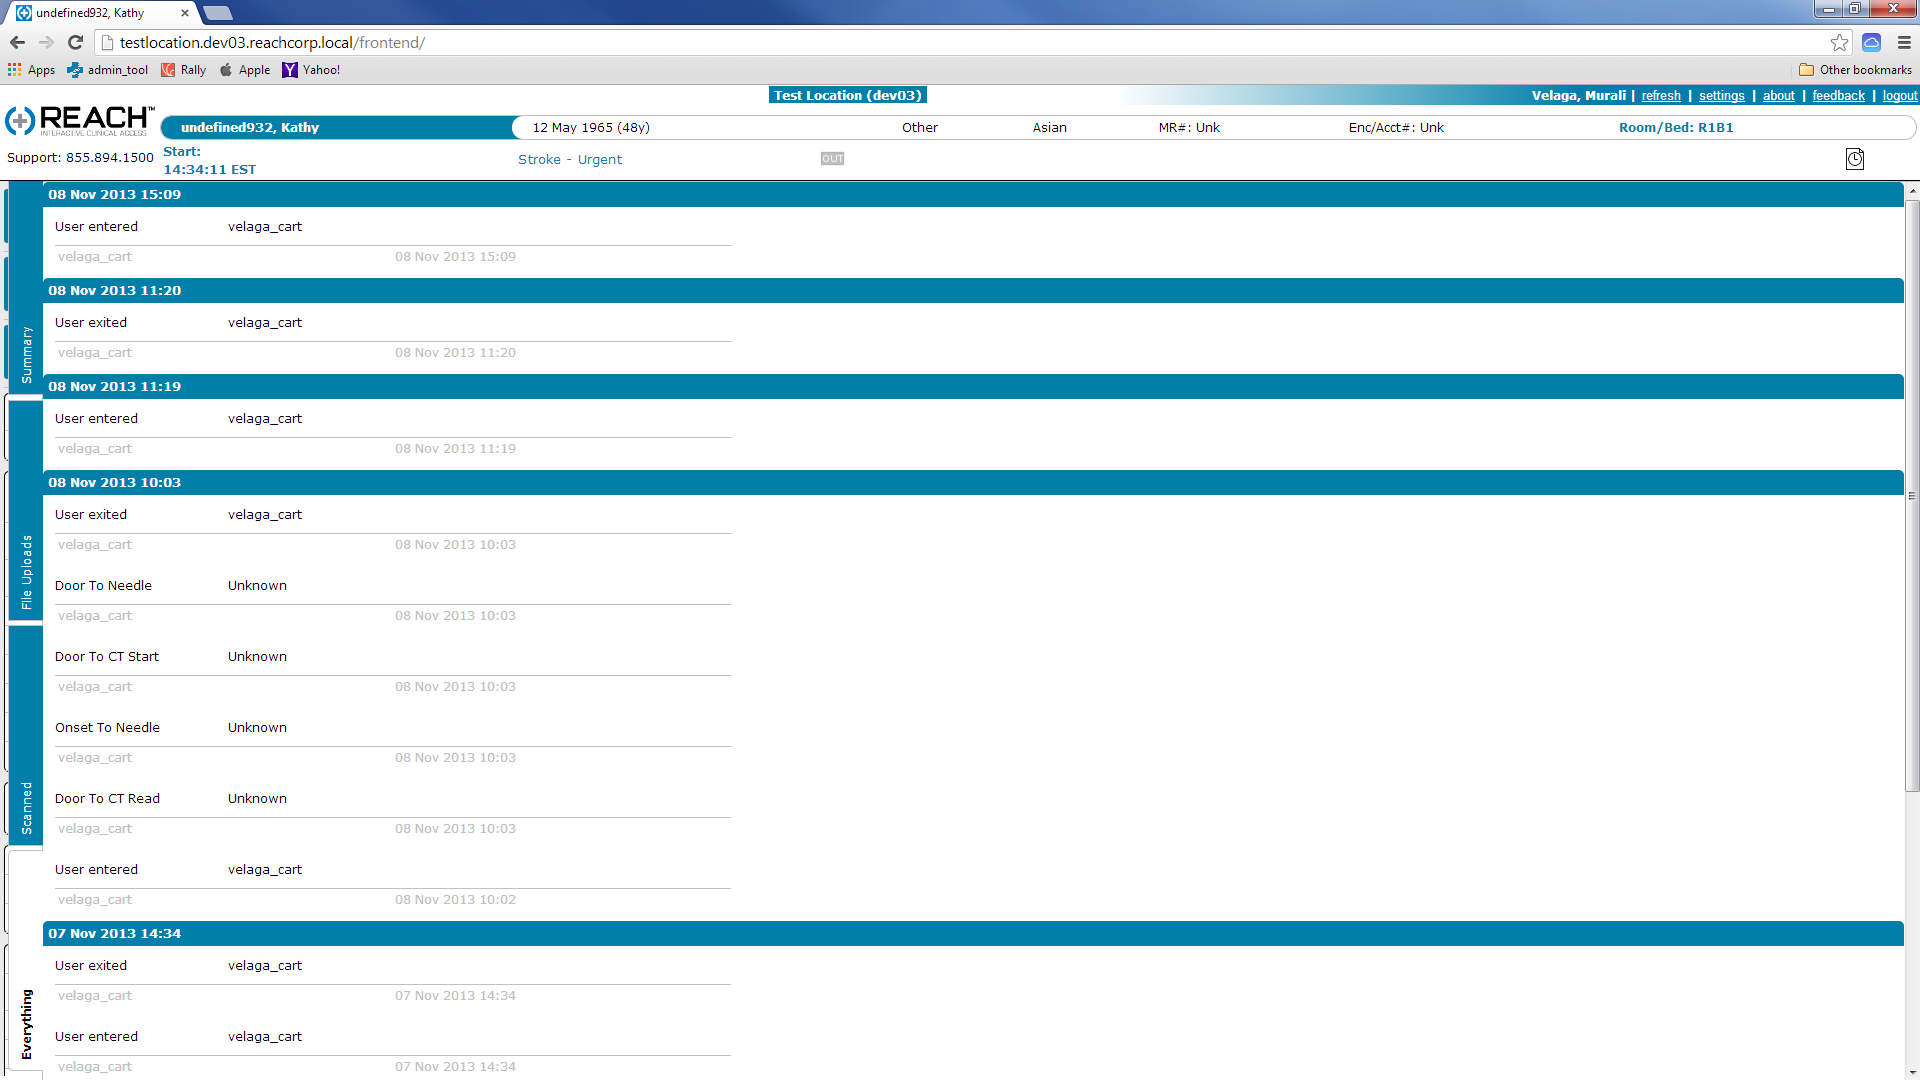 undefined932, Kathy
testlocation.dev03.reachcorp.local/frontend/
Apps admin_tool Rally Apple Yahoo! Other bookmarks
REACH™
INTERACTIVE CLINICAL ACCESS
Test Location (dev03)
Velaga, Murali | refresh | settings | about | feedback | logout
undefined932, Kathy 12 May 1965 (48y) Other Asian MR#: Unk Enc/Acct#: Unk Room/Bed: R1B1
Support: 855.894.1500
Start:
14:34:11 EST
Stroke - Urgent
OUT
Summary
File Uploads
Scanned
Everything
08 Nov 2013 15:09
User entered velaga_cart
velaga_cart 08 Nov 2013 15:09
08 Nov 2013 11:20
User exited velaga_cart
velaga_cart 08 Nov 2013 11:20
08 Nov 2013 11:19
User entered velaga_cart
velaga_cart 08 Nov 2013 11:19
08 Nov 2013 10:03
User exited velaga_cart
velaga_cart 08 Nov 2013 10:03
Door To Needle Unknown
velaga_cart 08 Nov 2013 10:03
Door To CT Start Unknown
velaga_cart 08 Nov 2013 10:03
Onset To Needle Unknown
velaga_cart 08 Nov 2013 10:03
Door To CT Read Unknown
velaga_cart 08 Nov 2013 10:03
User entered velaga_cart
velaga_cart 08 Nov 2013 10:02
07 Nov 2013 14:34
User exited velaga_cart
velaga_cart 07 Nov 2013 14:34
User entered velaga_cart
velaga_cart 07 Nov 2013 14:34